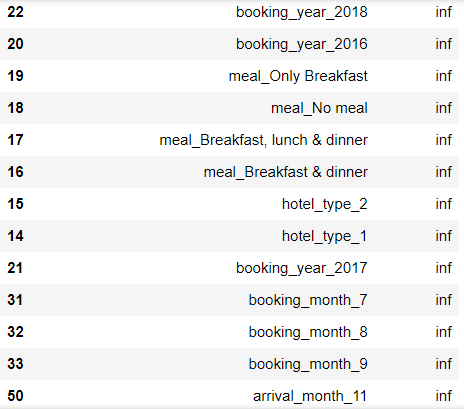 22 booking_year_2018 inf
20 booking_year_2016 inf
19 meal_Only Breakfast inf
18 meal_No meal inf
17 meal_Breakfast, lunch & dinner inf
16 meal_Breakfast & dinner inf
15 hotel_type_2 inf
14 hotel_type_1 inf
21 booking_year_2017 inf
31 booking_month_7 inf
32 booking_month_8 inf
33 booking_month_9 inf
50 arrival_month_11 inf